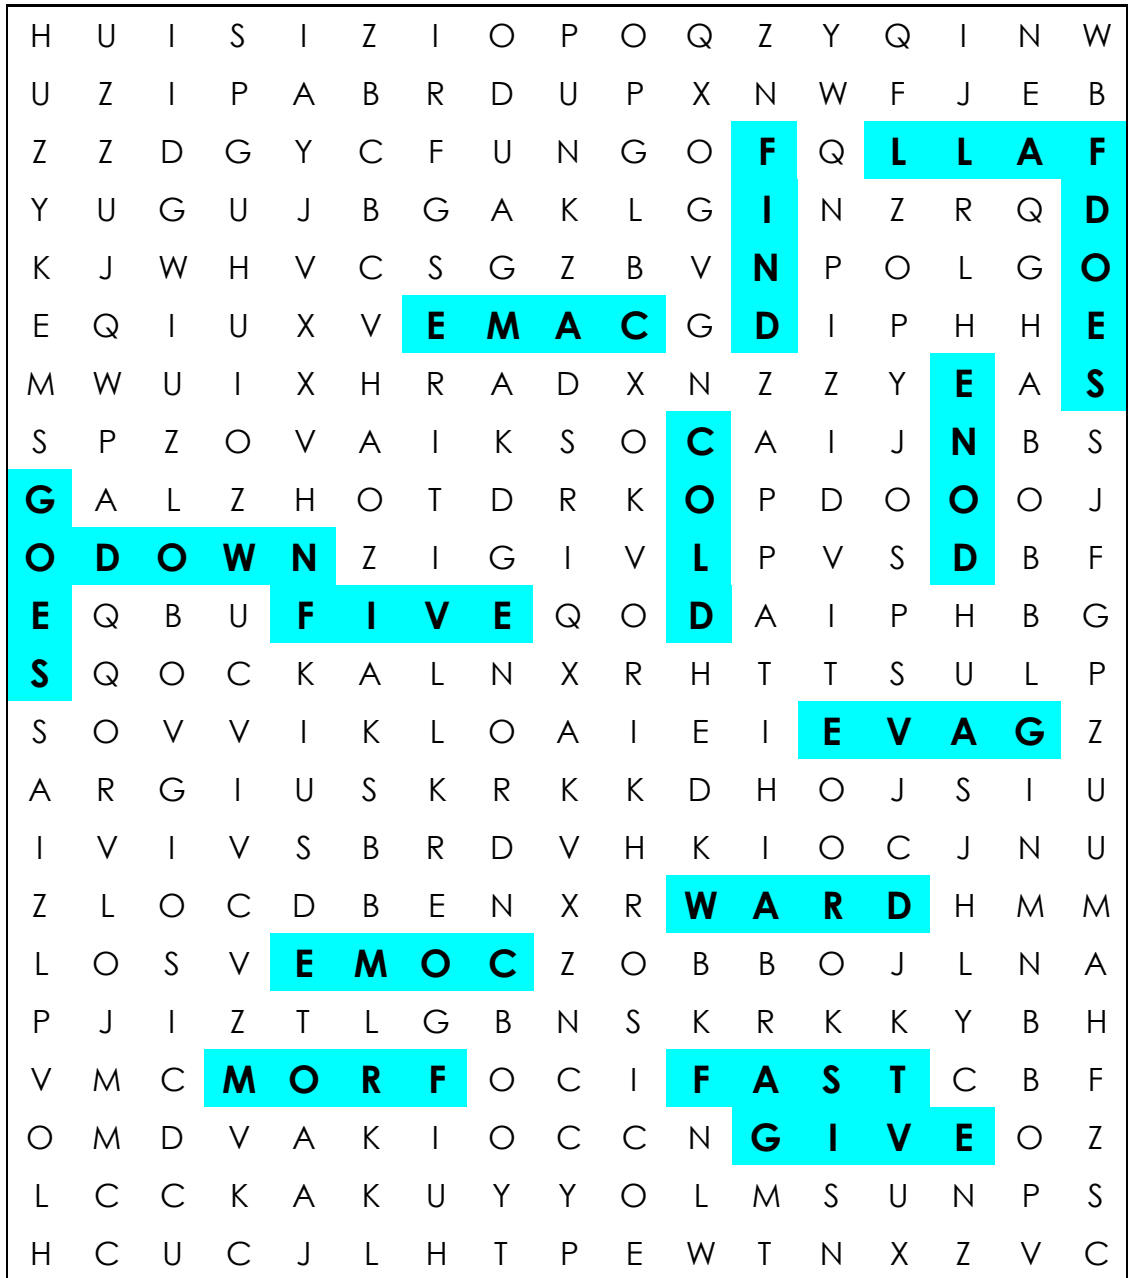 H U I S I Z I O P O Q Z Y Q I N W
U Z I P A B R D U P X N W F J E B
Z Z D G Y C F U N G O F Q L L A F
Y U G U J B G A K L G I N Z R Q D
K J W H V C S G Z B V N P O L G O
E Q I U X V E M A C G D I P H H E
M W U I X H R A D X N Z Z Y E A S
S P Z O V A I K S O C A I J N B S
G A L Z H O T D R K O P D O O O J
O D O W N Z I G I V L P V S D B F
E Q B U F I V E Q O D A I P H B G
S Q O C K A L N X R H T T S U L P
S O V V I K L O A I E I E V A G Z
A R G I U S K R K K D H O J S I U
I V I V S B R D V H K I O C J N U
Z L O C D B E N X R W A R D H M M
L O S V E M O C Z O B B O J L N A
P J I Z T L G B N S K R K K Y B H
V M C M O R F O C I F A S T C B F
O M D V A K I O C C N G I V E O Z
L C C K A K U Y Y O L M S U N P S
H C U C J L H T P E W T N X Z V C